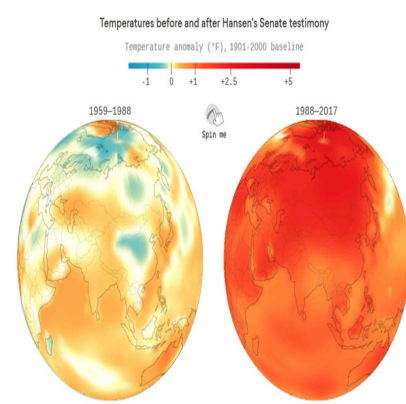 Temperatures before and after Hansen's Senate testimony
Temperature anomaly (°F), 1901-2000 baseline
-1 0 +1 +2.5 +5
1959–1988
1988–2017
Spin me